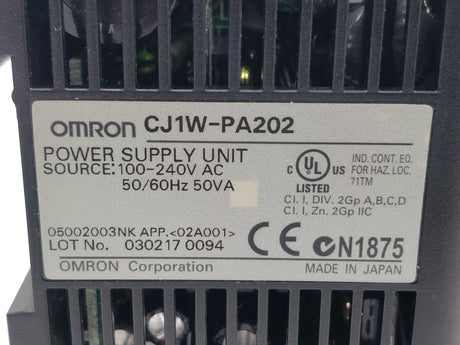 OMRON CJ1W-PA202
POWER SUPPLY UNIT
SOURCE: 100-240V AC
50/60Hz 50VA
C UL US
LISTED
IND. CONT. EQ.
FOR HAZ. LOC.
71TM
Cl. I, DIV. 2Gp A,B,C,D
Cl. I, Zn. 2Gp IIC
05002003NK APP.<02A001>
LOT No. 030217 0094
CE N1875
OMRON Corporation
MADE IN JAPAN